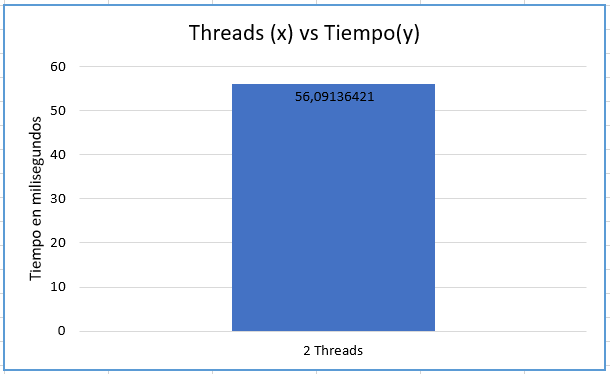 Threads (x) vs Tiempo(y)
60
50
40
30
20
10
0
Tiempo en milisegundos
56,09136421
2 Threads